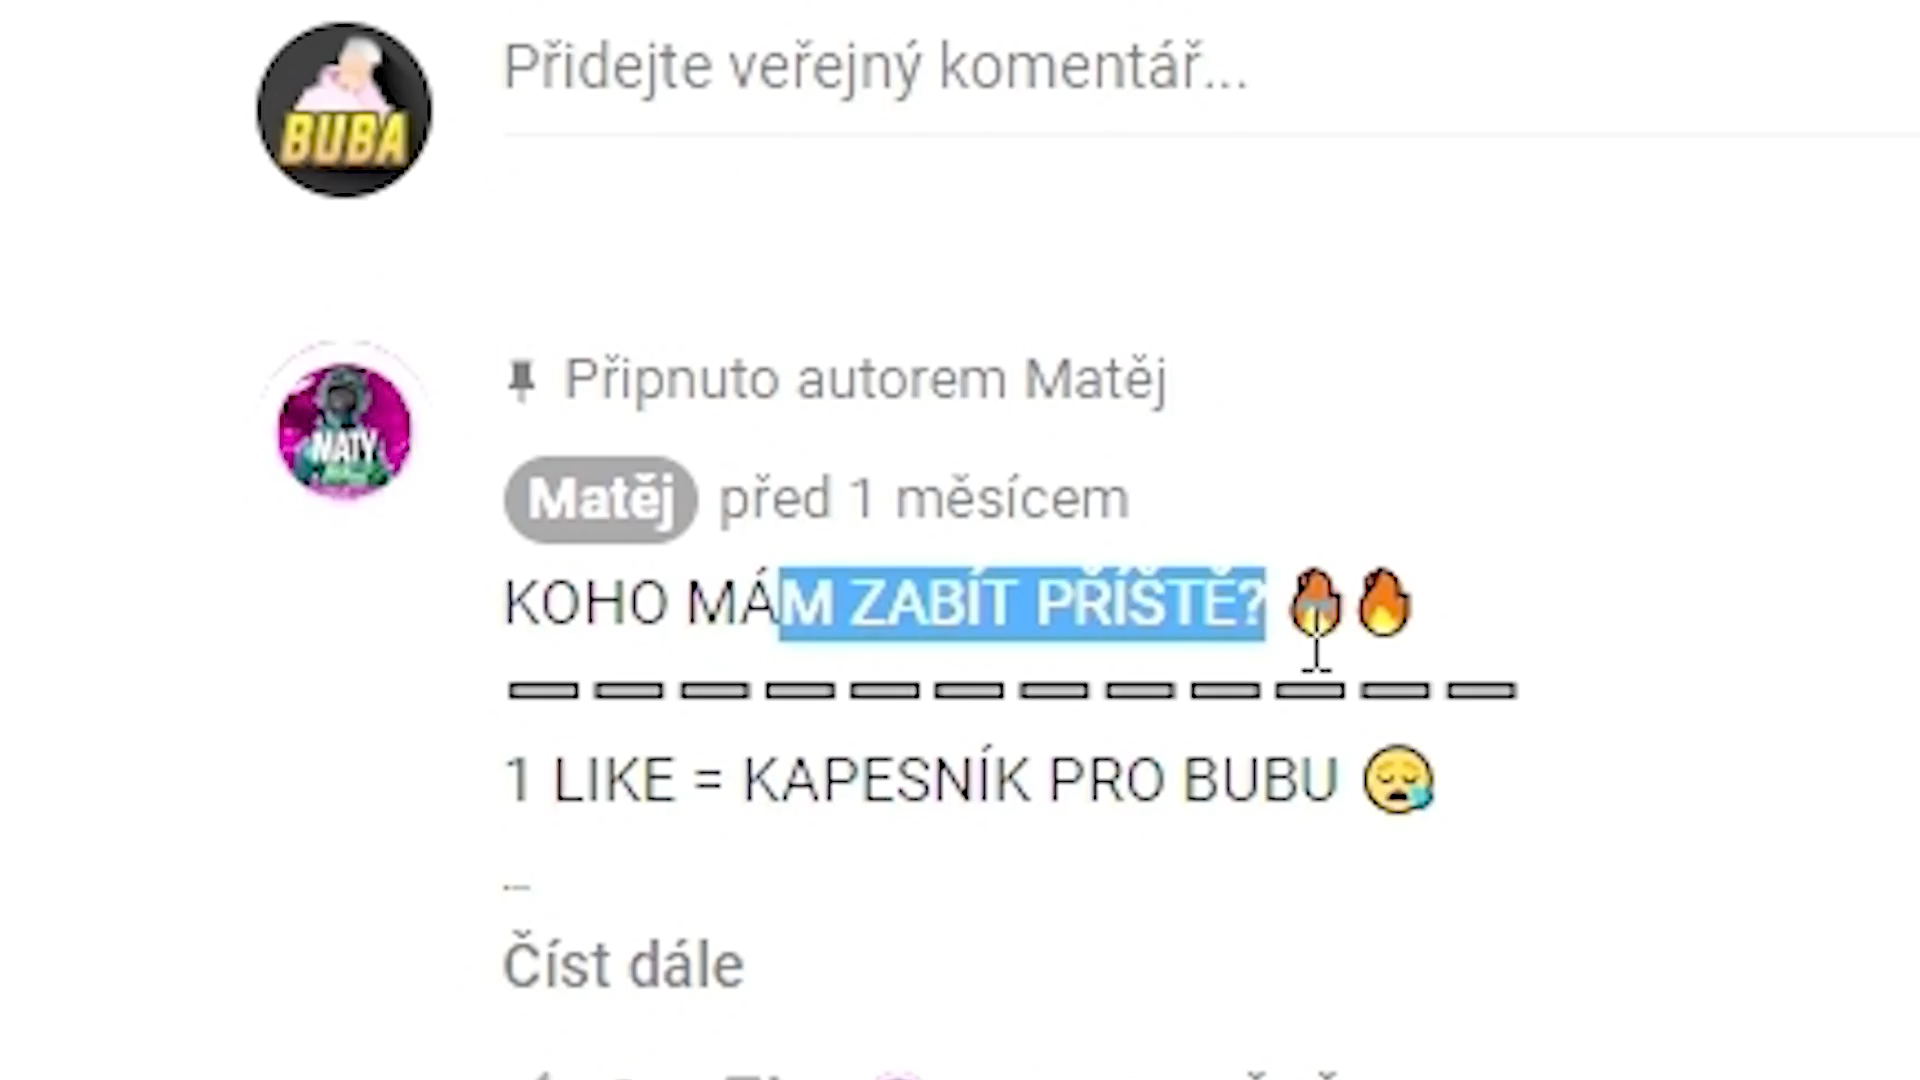 BUBA
Přidejte veřejný komentář...
Připnuto autorem Matěj
MATY
Matěj před 1 měsícem
KOHO MÁM ZABÍT PŘÍŠTĚ? 🔥🔥
1 LIKE = KAPESNÍK PRO BUBU 😥
...
Číst dále